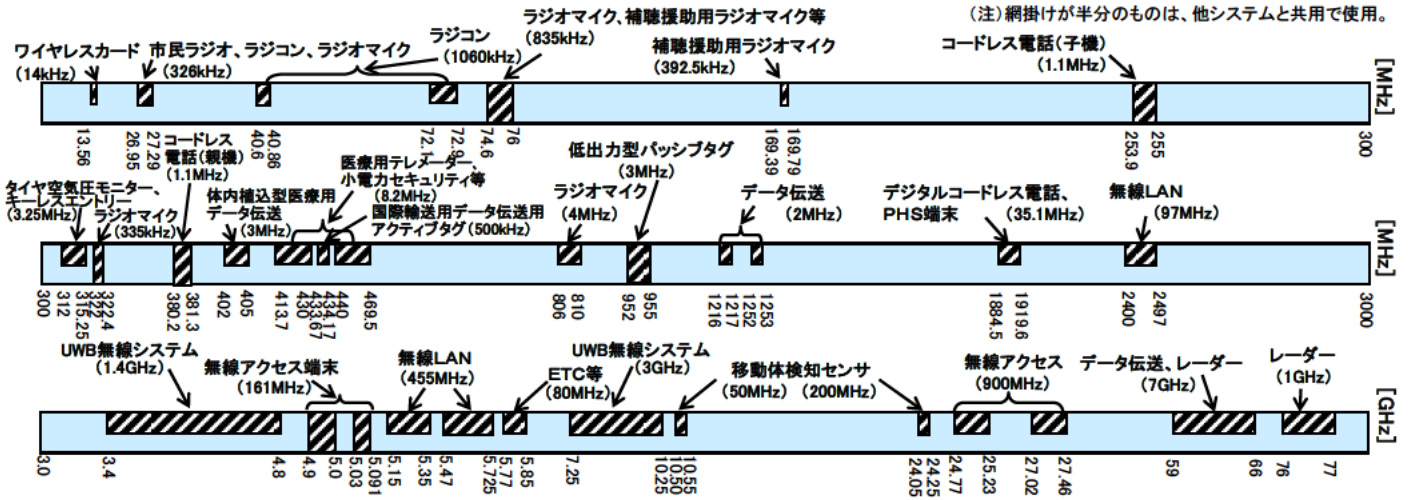 (注)網掛けが半分のものは、他システムと共用で使用。
ワイヤレスカード
(14kHz)
市民ラジオ、ラジコン、ラジオマイク
(326kHz)
ラジコン
(1060kHz)
ラジオマイク、補聴援助用ラジオマイク等
(835kHz)
補聴援助用ラジオマイク
(392.5kHz)
コードレス電話(子機)
(1.1MHz)
[MHz]
13.56
26.95
27.29
40.6
40.86
72.1
72.8
74.6
76
169.39
169.79
253.9
255
300
タイヤ空気圧モニター、
キーレスエントリー
(3.25MHz)
ラジオマイク
(335kHz)
コードレス
電話(親機)
(1.1MHz)
体内植込型医療用
データ伝送
(3MHz)
医療用テレメーター、
小電力セキュリティ等
(8.2MHz)
国際輸送用データ伝送用
アクティブタグ(500kHz)
ラジオマイク
(4MHz)
低出力型パッシブタグ
(3MHz)
データ伝送
(2MHz)
デジタルコードレス電話、
PHS端末 (35.1MHz)
無線LAN
(97MHz)
[MHz]
300
312
315.25
322
322.4
380.2
381.3
402
405
413.7
430
433.67
434.17
440
469.5
806
810
952
955
1216
1217
1252
1253
1884.5
1919.6
2400
2497
3000
UWB無線システム
(1.4GHz)
無線アクセス端末
(161MHz)
無線LAN
(455MHz)
ETC等
(80MHz)
UWB無線システム
(3GHz)
移動体検知センサ
(50MHz) (200MHz)
無線アクセス
(900MHz)
データ伝送、レーダー
(7GHz)
レーダー
(1GHz)
[GHz]
3.0
3.4
4.8
4.9
5.0
5.03
5.091
5.15
5.35
5.47
5.725
5.77
5.85
7.25
10.25
10.50
10.55
24.05
24.25
24.77
25.23
27.02
27.46
59
66
76
77